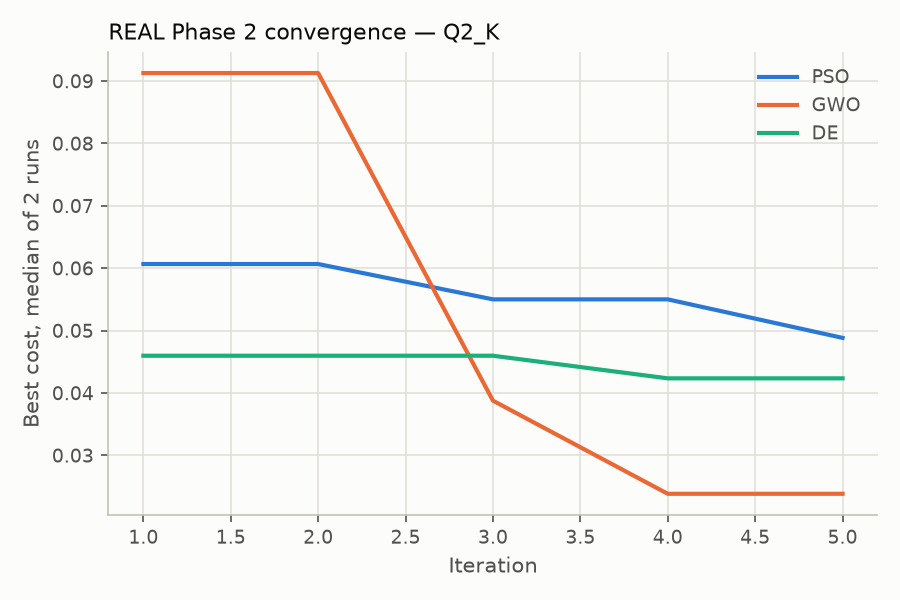 REAL Phase 2 convergence — Q2_K
PSO
GWO
DE
Best cost, median of 2 runs
0.09
0.08
0.07
0.06
0.05
0.04
0.03
1.0 1.5 2.0 2.5 3.0 3.5 4.0 4.5 5.0
Iteration